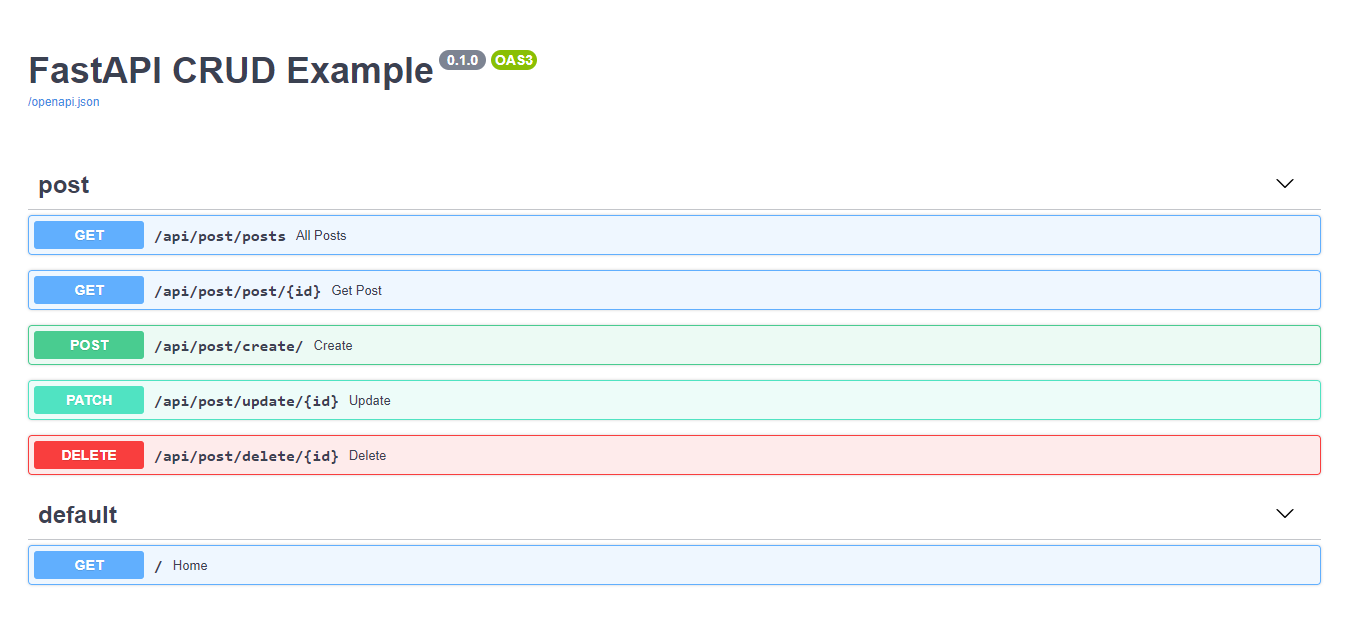 FastAPI CRUD Example 0.1.0 OAS3
/openapi.json
post
GET /api/post/posts All Posts
GET /api/post/post/{id} Get Post
POST /api/post/create/ Create
PATCH /api/post/update/{id} Update
DELETE /api/post/delete/{id} Delete
default
GET / Home